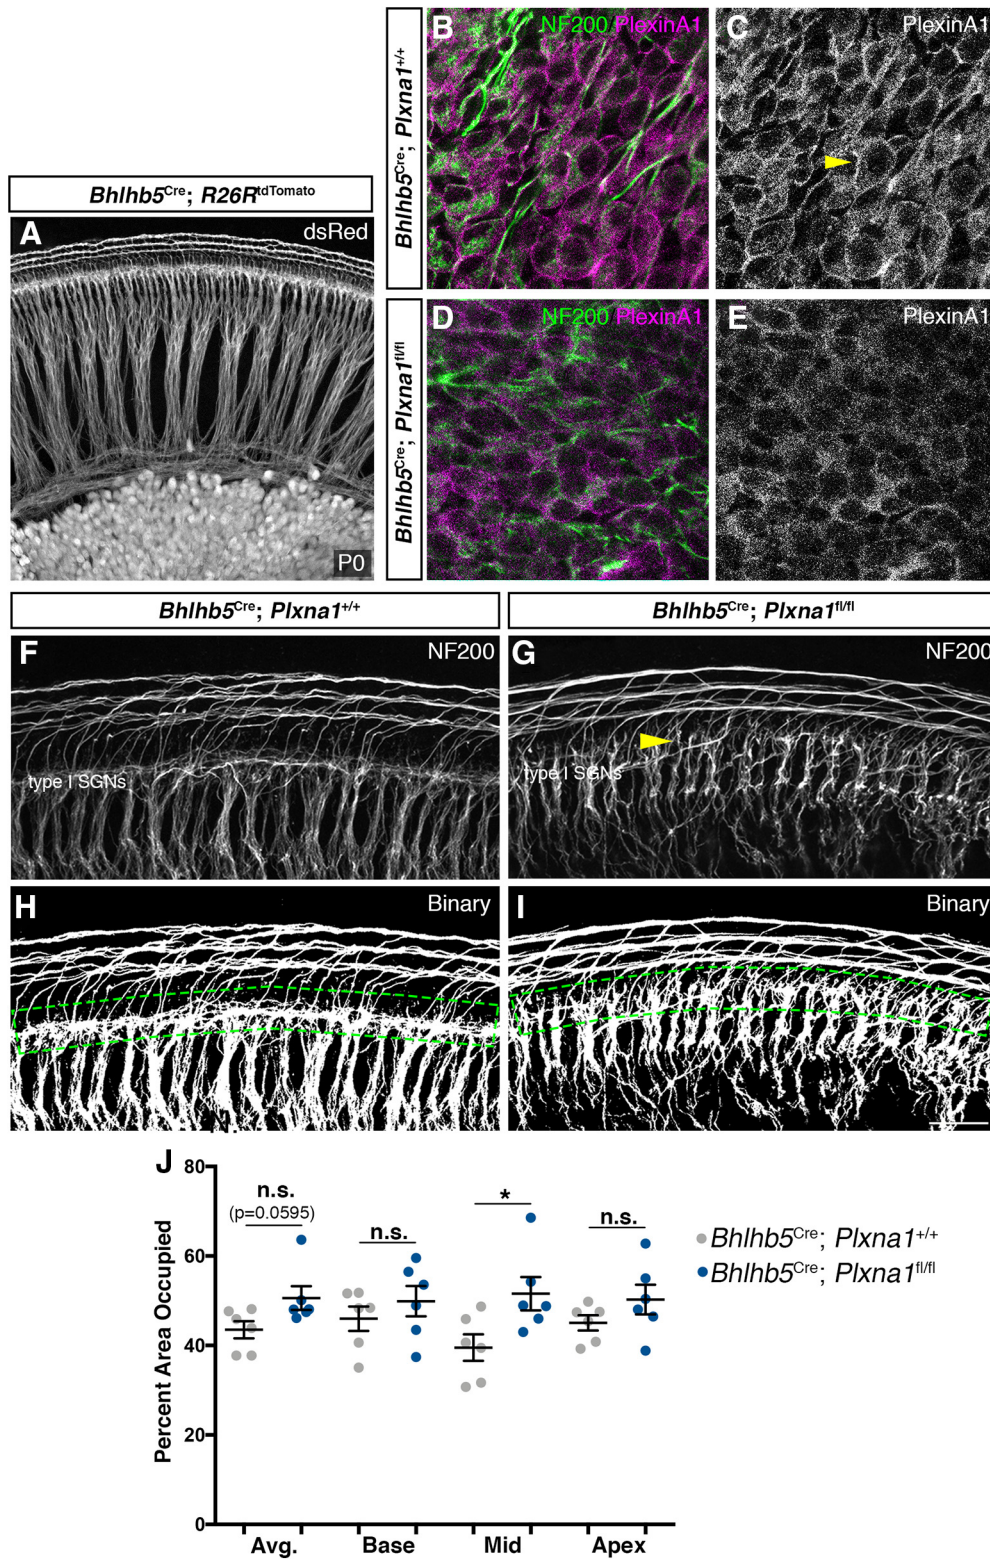 Bhlhb5Cre; R26RtdTomato
A
dsRed
P0
Bhlhb5Cre; Plxna1+/+
B
NF200 PlexinA1
C
PlexinA1
Bhlhb5Cre; Plxna1fl/fl
D
NF200 PlexinA1
E
PlexinA1
Bhlhb5Cre; Plxna1+/+
Bhlhb5Cre; Plxna1fl/fl
F
NF200
type I SGNs
G
NF200
type I SGNs
H
Binary
I
Binary
J
Percent Area Occupied
80
60
40
20
0
n.s.
(p=0.0595)
n.s.
*
n.s.
Avg.
Base
Mid
Apex
Bhlhb5Cre; Plxna1+/+
Bhlhb5Cre; Plxna1fl/fl